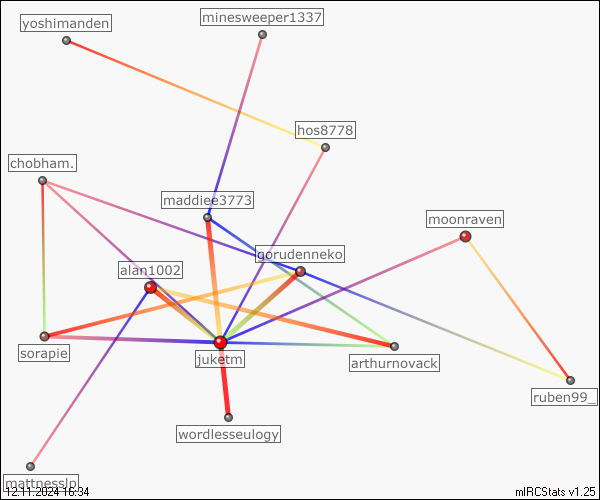 yoshimanden
minesweeper1337
hos8778
chobham.
maddiee3773
moonraven
gorudenneko
alan1002
sorapie
juketm
arthurnovack
ruben99_
wordlesseulogy
mattnesslp
12.11.2024 16:34
mIRCStats v1.25